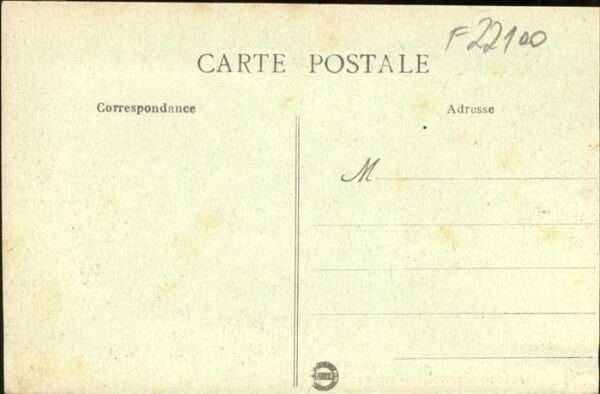 F22100
CARTE POSTALE
Correspondance
Adresse
M